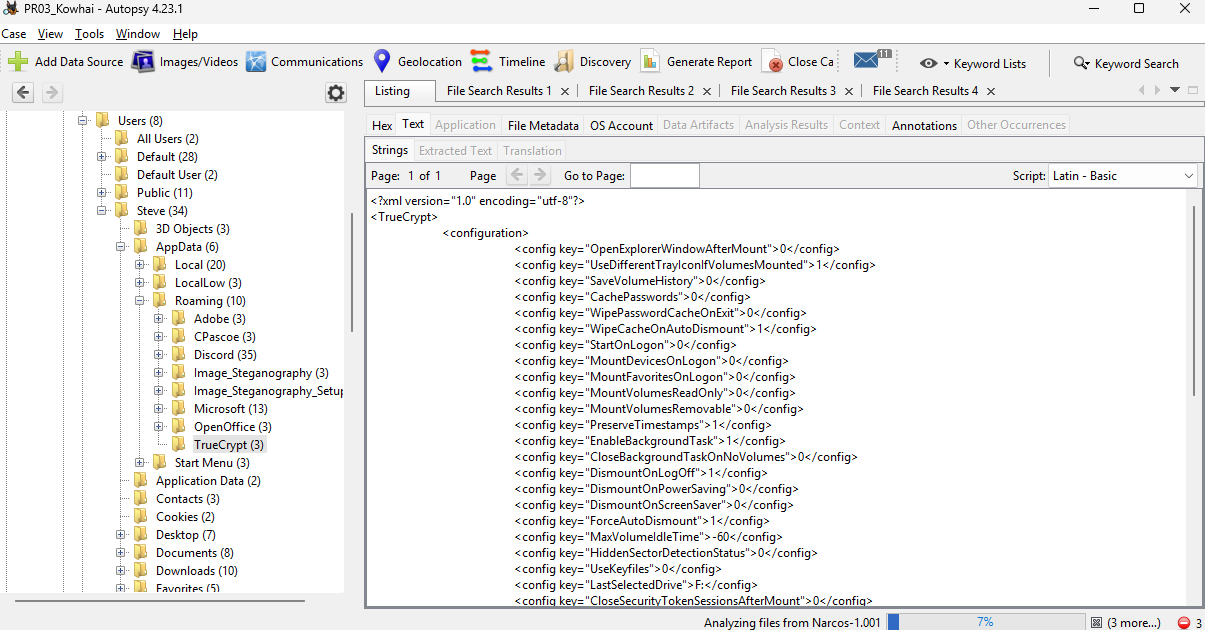 PR03_Kowhai - Autopsy 4.23.1
Case View Tools Window Help
Add Data Source Images/Videos Communications Geolocation Timeline Discovery Generate Report Close Ca 11 Keyword Lists Keyword Search
Listing File Search Results 1 File Search Results 2 File Search Results 3 File Search Results 4
Hex Text Application File Metadata OS Account Data Artifacts Analysis Results Context Annotations Other Occurrences
Strings Extracted Text Translation
Page: 1 of 1 Page Go to Page: Script: Latin - Basic
Users (8)
All Users (2)
Default (28)
Default User (2)
Public (11)
Steve (34)
3D Objects (3)
AppData (6)
Local (20)
LocalLow (3)
Roaming (10)
Adobe (3)
CPascoe (3)
Discord (35)
Image_Steganography (3)
Image_Steganography_Setup
Microsoft (13)
OpenOffice (3)
TrueCrypt (3)
Start Menu (3)
Application Data (2)
Contacts (3)
Cookies (2)
Desktop (7)
Documents (8)
Downloads (10)
Favorites (5)
<?xml version="1.0" encoding="utf-8"?>
<TrueCrypt>
<configuration>
<config key="OpenExplorerWindowAfterMount">0</config>
<config key="UseDifferentTrayIconIfVolumesMounted">1</config>
<config key="SaveVolumeHistory">0</config>
<config key="CachePasswords">0</config>
<config key="WipePasswordCacheOnExit">0</config>
<config key="WipeCacheOnAutoDismount">1</config>
<config key="StartOnLogon">0</config>
<config key="MountDevicesOnLogon">0</config>
<config key="MountFavoritesOnLogon">0</config>
<config key="MountVolumesReadOnly">0</config>
<config key="MountVolumesRemovable">0</config>
<config key="PreserveTimestamps">1</config>
<config key="EnableBackgroundTask">1</config>
<config key="CloseBackgroundTaskOnNoVolumes">0</config>
<config key="DismountOnLogOff">1</config>
<config key="DismountOnPowerSaving">0</config>
<config key="DismountOnScreenSaver">0</config>
<config key="ForceAutoDismount">1</config>
<config key="MaxVolumeIdleTime">-60</config>
<config key="HiddenSectorDetectionStatus">0</config>
<config key="UseKeyfiles">0</config>
<config key="LastSelectedDrive">F:</config>
<config key="CloseSecurityTokenSessionsAfterMount">0</config>
Analyzing files from Narcos-1.001 7% (3 more...) 3